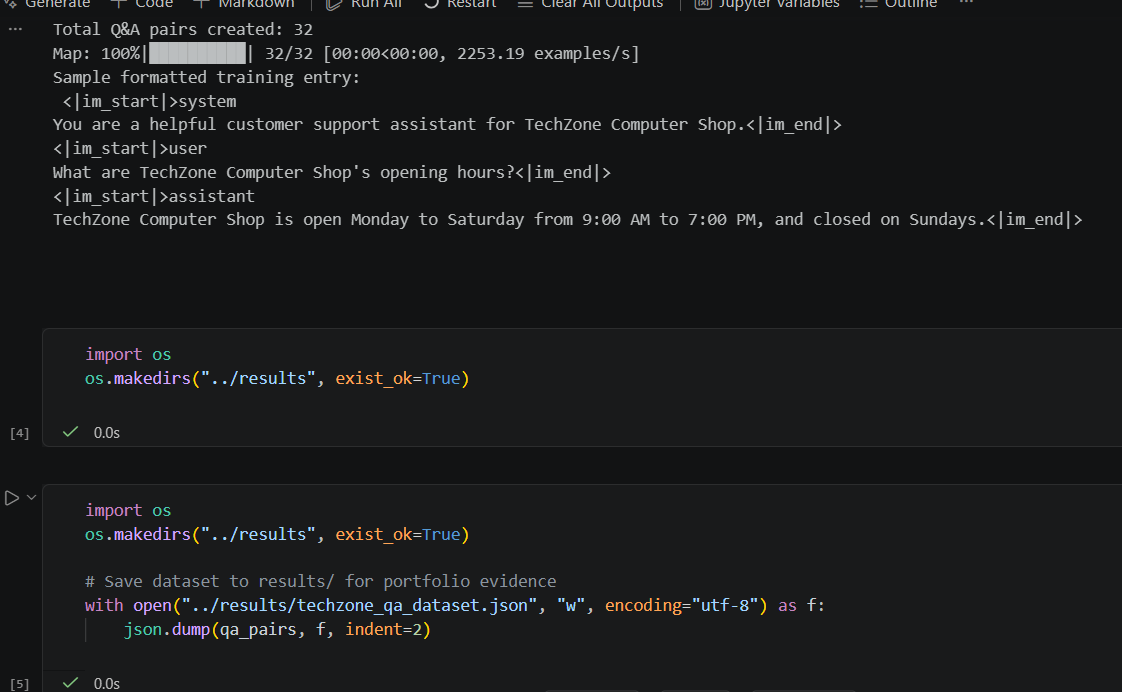 Generate + Code + Markdown | Run All Restart Clear All Outputs | Jupyter Variables Outline ...
... Total Q&A pairs created: 32
Map: 100%|██████████| 32/32 [00:00<00:00, 2253.19 examples/s]
Sample formatted training entry:
<|im_start|>system
You are a helpful customer support assistant for TechZone Computer Shop.<|im_end|>
<|im_start|>user
What are TechZone Computer Shop's opening hours?<|im_end|>
<|im_start|>assistant
TechZone Computer Shop is open Monday to Saturday from 9:00 AM to 7:00 PM, and closed on Sundays.<|im_end|>
import os
os.makedirs("../results", exist_ok=True)
[4] ✓ 0.0s
import os
os.makedirs("../results", exist_ok=True)
# Save dataset to results/ for portfolio evidence
with open("../results/techzone_qa_dataset.json", "w", encoding="utf-8") as f:
    json.dump(qa_pairs, f, indent=2)
[5] ✓ 0.0s